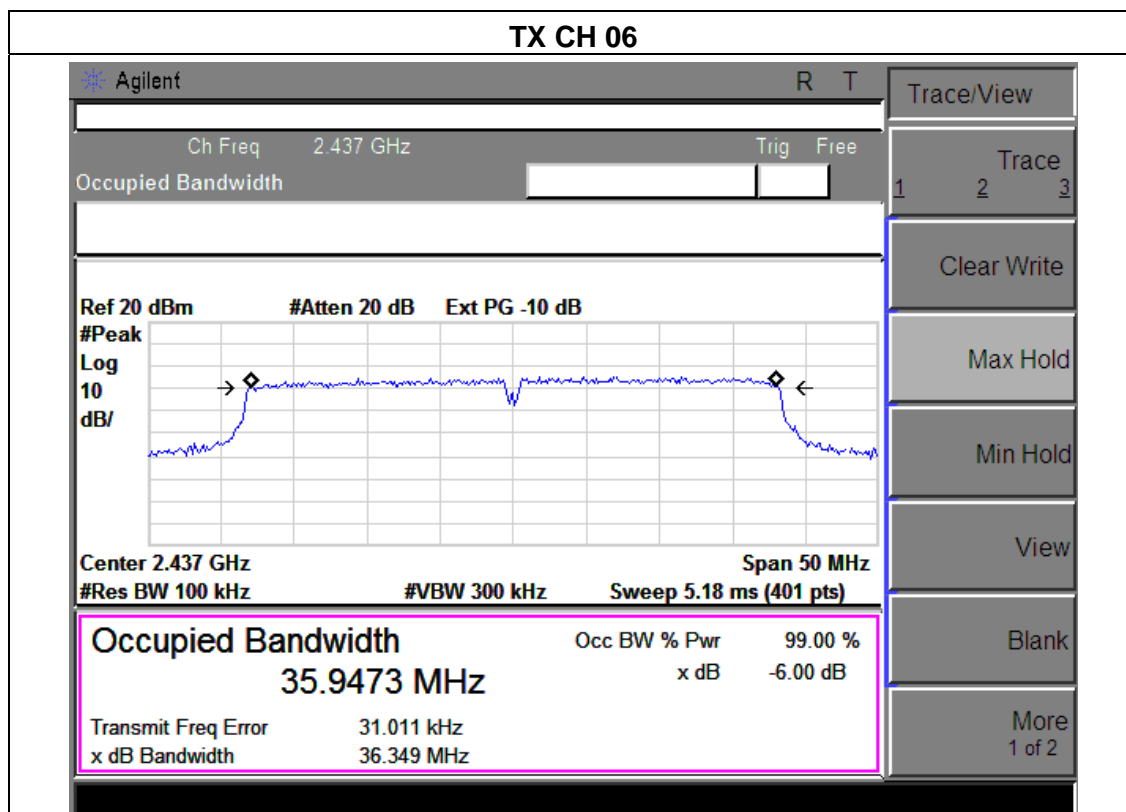 TX CH 06
Agilent R T
Trace/View
Ch Freq 2.437 GHz Trig Free
Occupied Bandwidth
Trace
1 2 3
Clear Write
Max Hold
Min Hold
View
Blank
More
1 of 2
Ref 20 dBm #Atten 20 dB Ext PG -10 dB
#Peak
Log
10
dB/
Center 2.437 GHz Span 50 MHz
#Res BW 100 kHz #VBW 300 kHz Sweep 5.18 ms (401 pts)
Occupied Bandwidth Occ BW % Pwr 99.00 %
35.9473 MHz x dB -6.00 dB
Transmit Freq Error 31.011 kHz
x dB Bandwidth 36.349 MHz